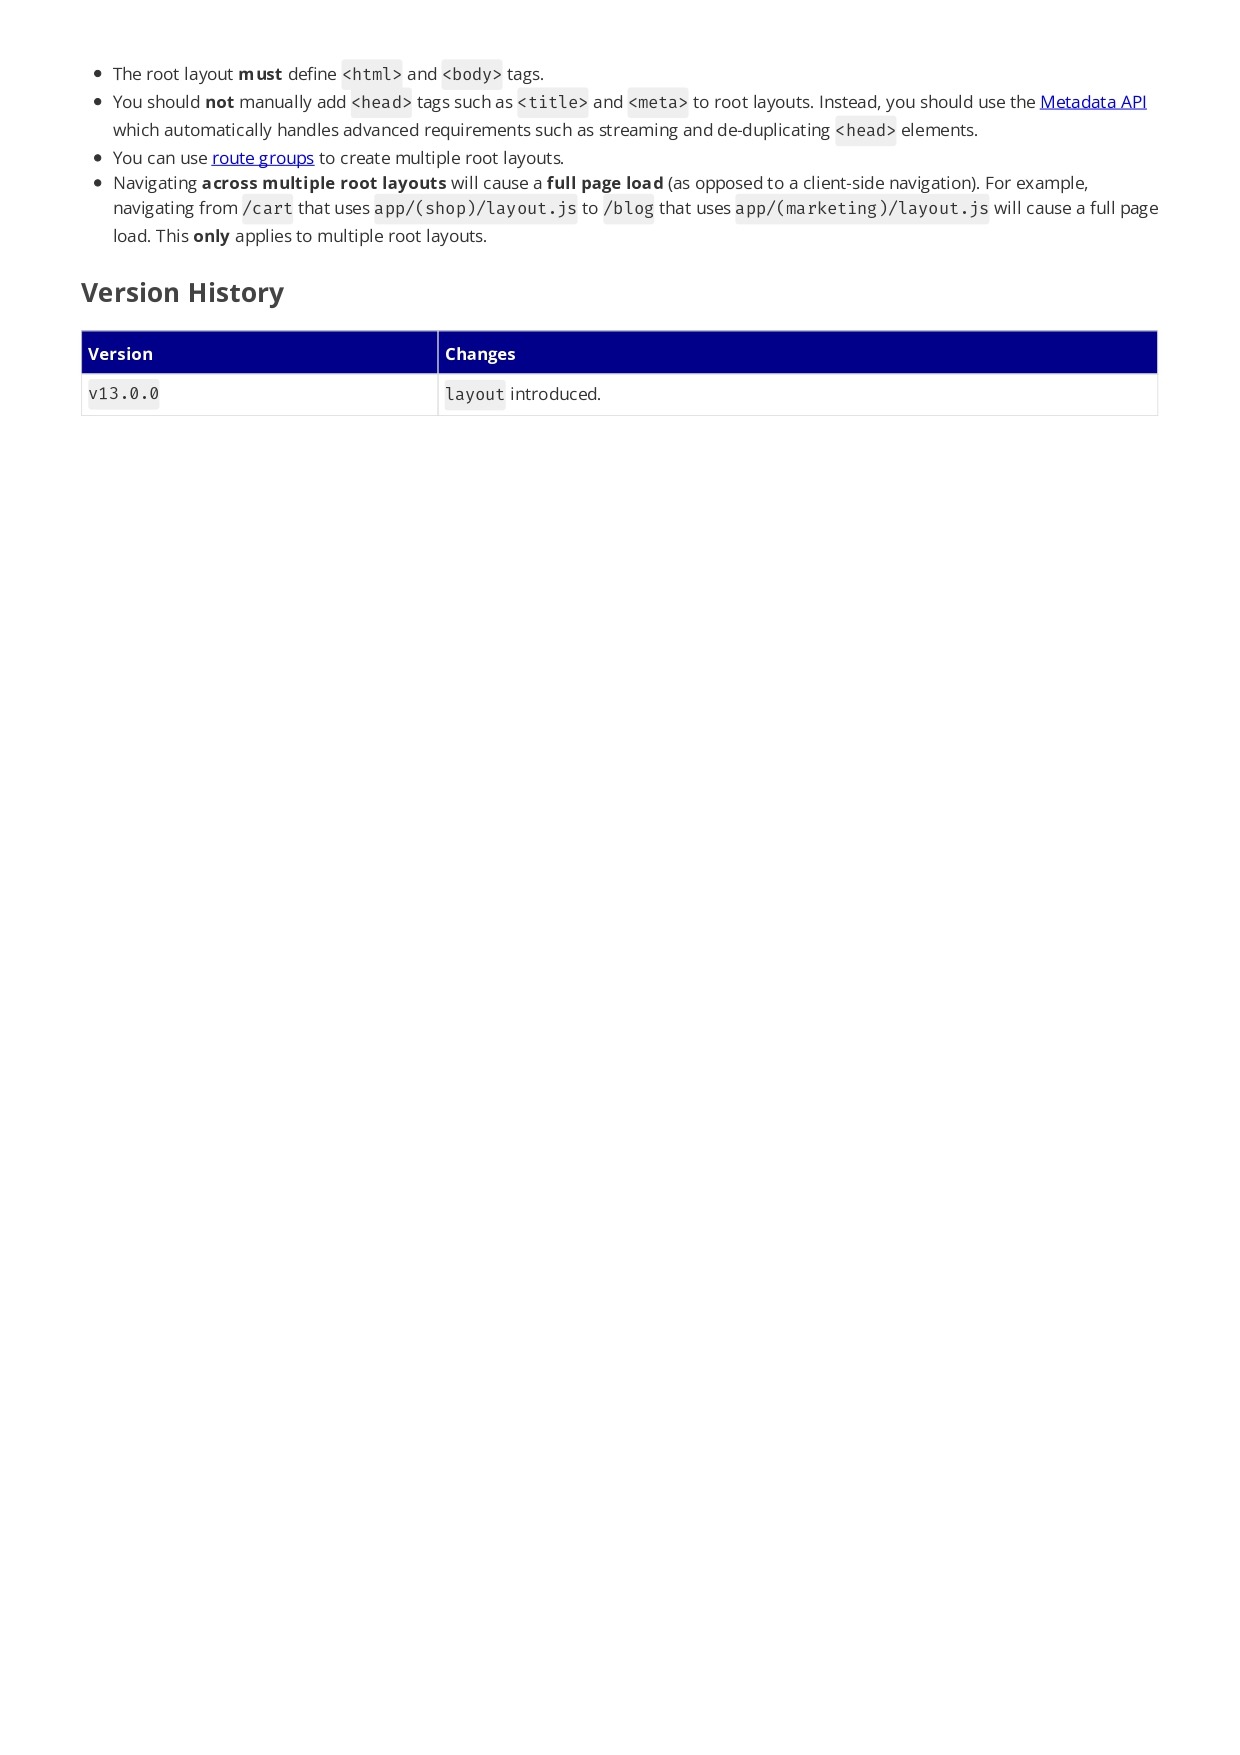 The root layout must define <html> and <body> tags.
You should not manually add <head> tags such as <title> and <meta> to root layouts. Instead, you should use the Metadata API
which automatically handles advanced requirements such as streaming and de-duplicating <head> elements.
You can use route groups to create multiple root layouts.
Navigating across multiple root layouts will cause a full page load (as opposed to a client-side navigation). For example,
navigating from /cart that uses app/(shop)/layout.js to /blog that uses app/(marketing)/layout.js will cause a full page
load. This only applies to multiple root layouts.
Version History
Version Changes
v13.0.0 layout introduced.